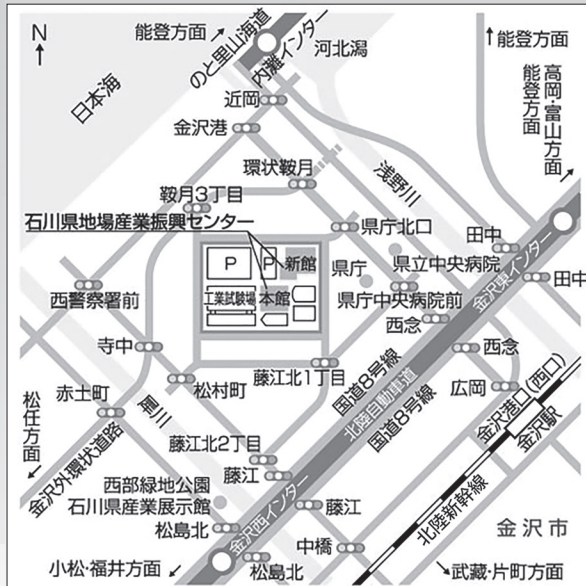 N
能登方面
のと里山海道
内灘インター
河北潟
能登方面
高岡・富山方面
能登方面
日本海
近岡
金沢港
環状鞍月
浅野川
鞍月3丁目
石川県地場産業振興センター
県庁北口
田中
P
P
新館
県庁
県立中央病院
金沢東インター
田中
工業試験場
本館
県庁中央病院前
西警察署前
西念
寺中
西念
藤江北1丁目
国道8号線
北陸自動車道
国道8号線
広岡
金沢港口(西口)
金沢駅
松村町
赤土町
松任方面
金沢外環状道路
犀川
藤江北2丁目
藤江
西部緑地公園
石川県産業展示館
藤江
北陸新幹線
金沢市
松島北
金沢西インター
中橋
小松・福井方面
松島北
武蔵・片町方面